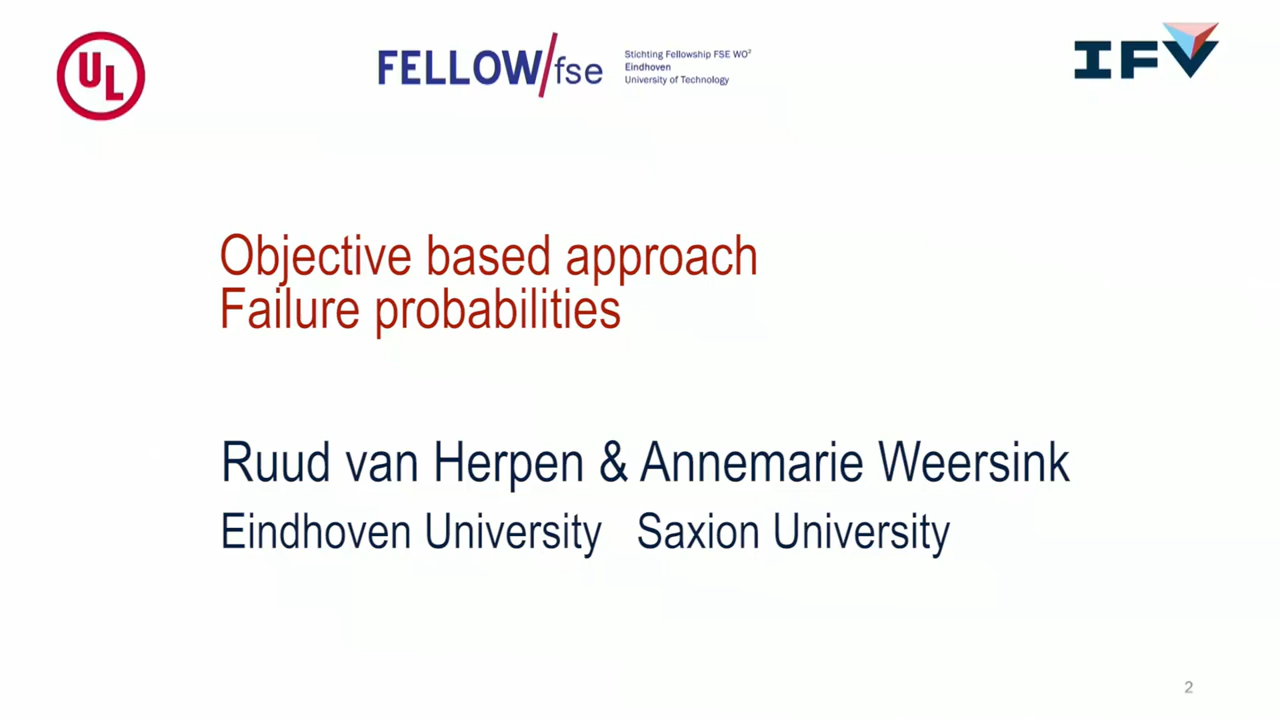 UL
FELLOW/fse
Stichting Fellowship FSE WO²
Eindhoven
University of Technology
IFV
Objective based approach
Failure probabilities
Ruud van Herpen & Annemarie Weersink
Eindhoven University Saxion University
2